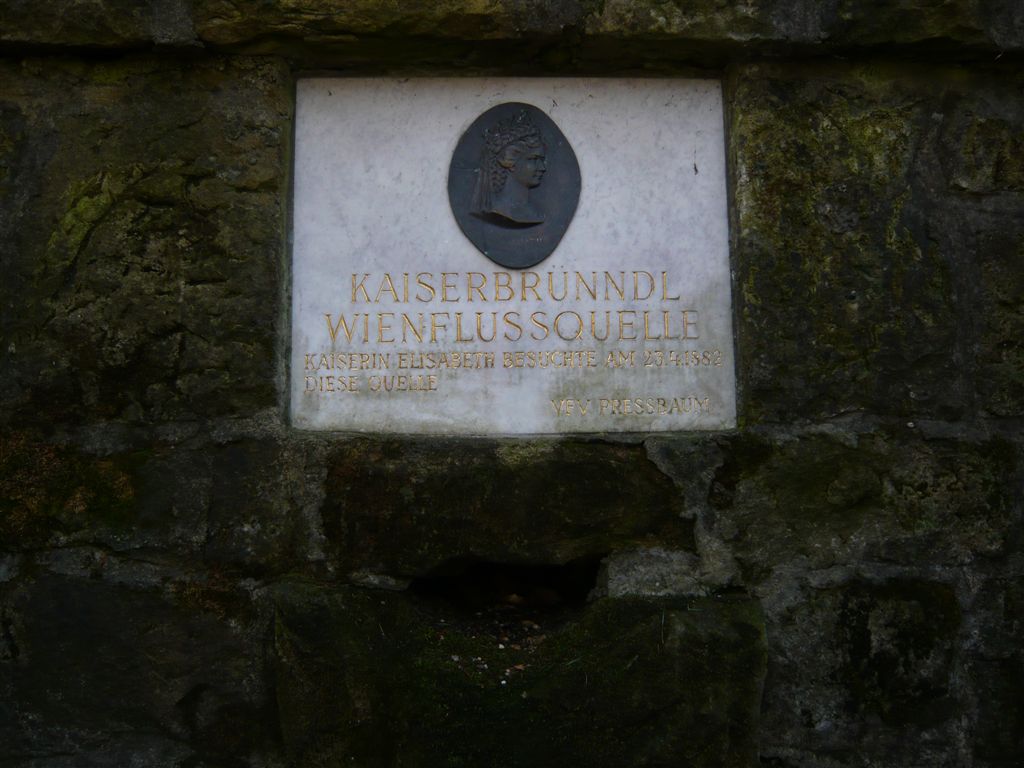 KAISERBRÜNNDL
WIENFLUSSQUELLE
KAISERIN ELISABETH BESUCHTE AM 23.4.1882
DIESE QUELLE
VFV PRESSBAUM